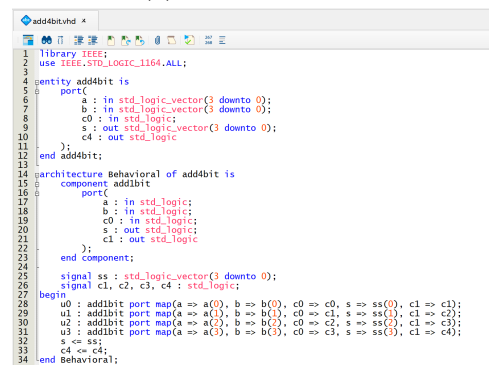 add4bit.vhd x
267
268
1 library IEEE;
2 use IEEE.STD_LOGIC_1164.ALL;
3
4 entity add4bit is
5 port(
6 a : in std_logic_vector(3 downto 0);
7 b : in std_logic_vector(3 downto 0);
8 c0 : in std_logic;
9 s : out std_logic_vector(3 downto 0);
10 c4 : out std_logic
11 );
12 end add4bit;
13
14 architecture Behavioral of add4bit is
15 component add1bit
16 port(
17 a : in std_logic;
18 b : in std_logic;
19 c0 : in std_logic;
20 s : out std_logic;
21 c1 : out std_logic
22 );
23 end component;
24
25 signal ss : std_logic_vector(3 downto 0);
26 signal c1, c2, c3, c4 : std_logic;
27 begin
28 u0 : add1bit port map(a => a(0), b => b(0), c0 => c0, s => ss(0), c1 => c1);
29 u1 : add1bit port map(a => a(1), b => b(1), c0 => c1, s => ss(1), c1 => c2);
30 u2 : add1bit port map(a => a(2), b => b(2), c0 => c2, s => ss(2), c1 => c3);
31 u3 : add1bit port map(a => a(3), b => b(3), c0 => c3, s => ss(3), c1 => c4);
32 s <= ss;
33 c4 <= c4;
34 end Behavioral;